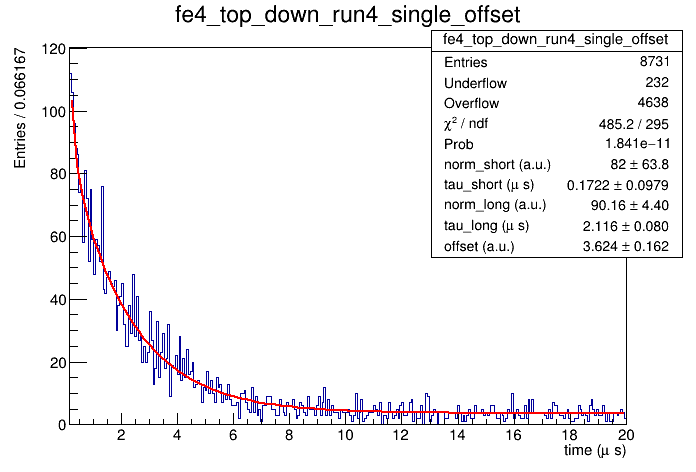 fe4_top_down_run4_single_offset
fe4_top_down_run4_single_offset
Entries 8731
Underflow 232
Overflow 4638
χ² / ndf 485.2 / 295
Prob 1.841e−11
norm_short (a.u.) 82 ± 63.8
tau_short (μ s) 0.1722 ± 0.0979
norm_long (a.u.) 90.16 ± 4.40
tau_long (μ s) 2.116 ± 0.080
offset (a.u.) 3.624 ± 0.162
Entries / 0.066167
120
100
80
60
40
20
0
2 4 6 8 10 12 14 16 18 20
time (μ s)